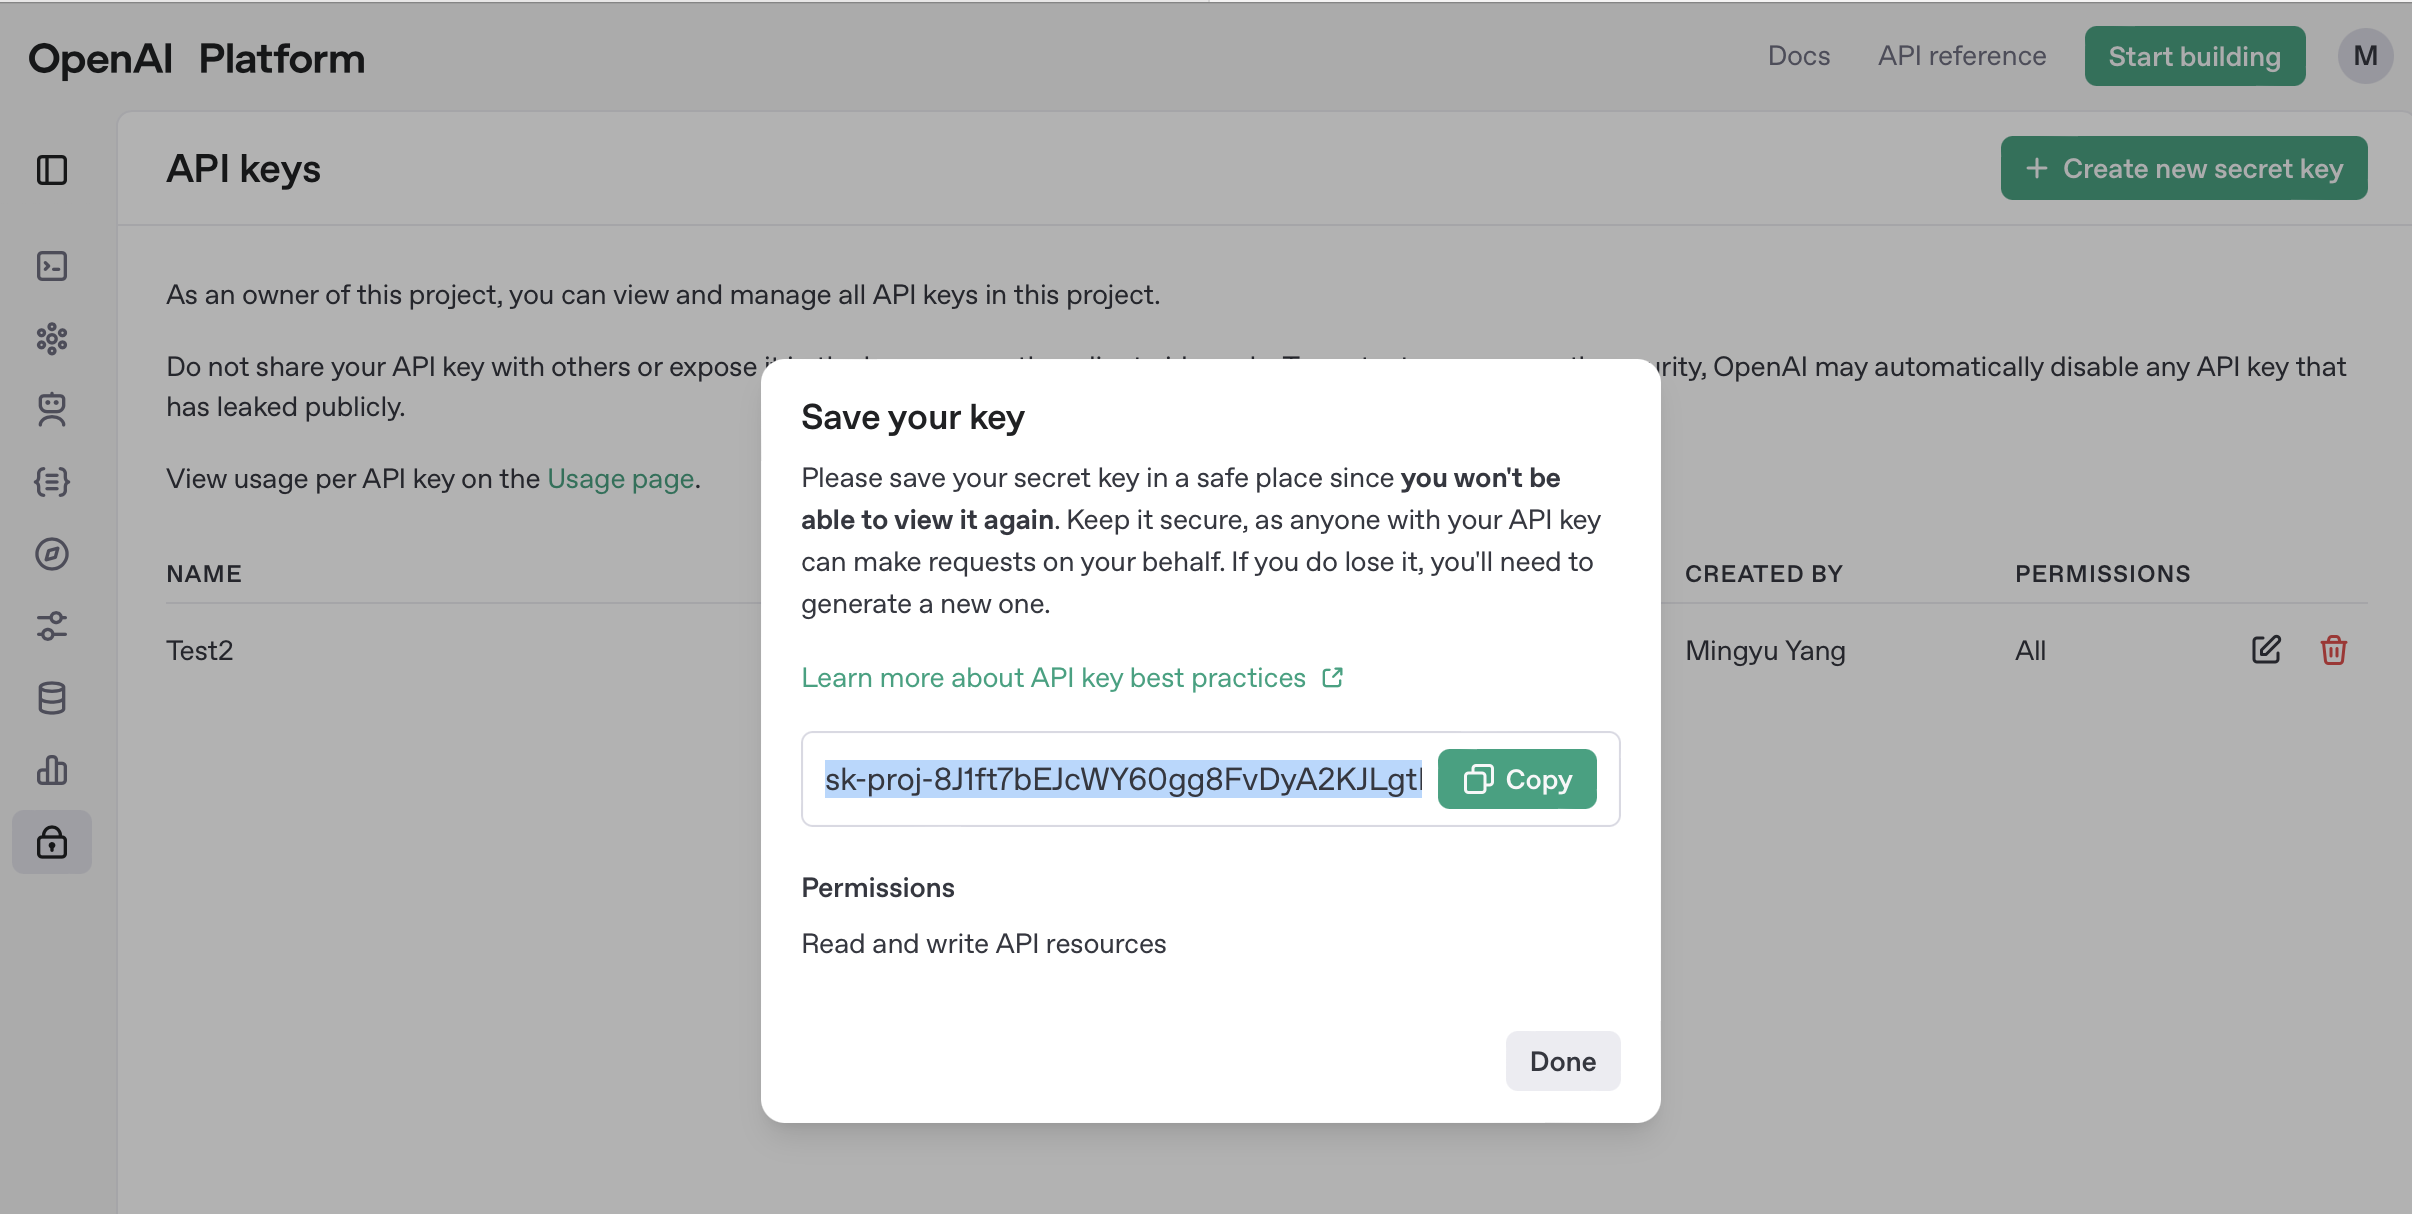 OpenAI Platform
Docs
API reference
Start building
M
API keys
+ Create new secret key
As an owner of this project, you can view and manage all API keys in this project.
Do not share your API key with others or expose
OpenAI may automatically disable any API key that
has leaked publicly.
View usage per API key on the Usage page.
NAME
CREATED BY
PERMISSIONS
Test2
Mingyu Yang
All
Save your key
Please save your secret key in a safe place since you won't be
able to view it again. Keep it secure, as anyone with your API key
can make requests on your behalf. If you do lose it, you'll need to
generate a new one.
Learn more about API key best practices
sk-proj-8J1ft7bEJcWY60gg8FvDyA2KJLgt
Copy
Permissions
Read and write API resources
Done